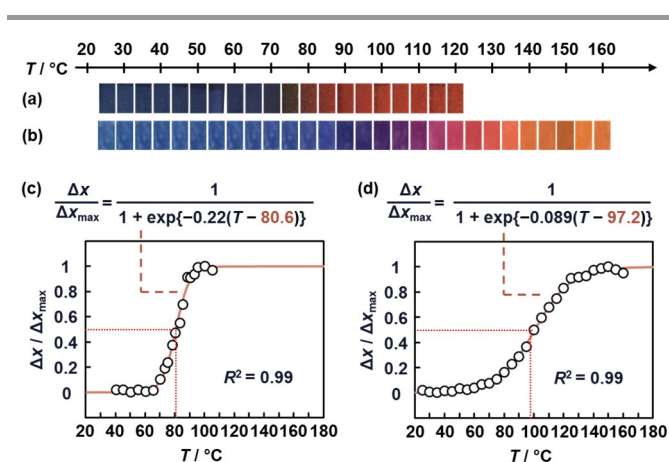 20 30 40 50 60 70 80 90 100 110 120 130 140 150 160
T / °C
(a)
(b)
(c) Δx / Δxmax = 1 / 1 + exp{−0.22(T − 80.6)}
(d) Δx / Δxmax = 1 / 1 + exp{−0.089(T − 97.2)}
Δx / Δxmax
1
0.8
0.6
0.4
0.2
0
R² = 0.99
20 40 60 80 100 120 140 160 180
T / °C
Δx / Δxmax
1
0.8
0.6
0.4
0.2
0
R² = 0.99
20 40 60 80 100 120 140 160 180
T / °C